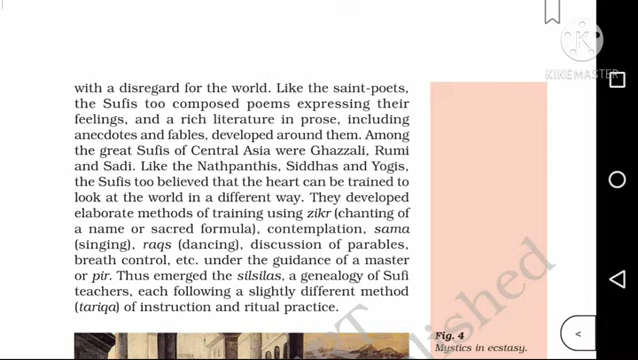 KINEMASTER
with a disregard for the world. Like the saint-poets,
the Sufis too composed poems expressing their
feelings, and a rich literature in prose, including
anecdotes and fables, developed around them. Among
the great Sufis of Central Asia were Ghazzali, Rumi
and Sadi. Like the Nathpanthis, Siddhas and Yogis,
the Sufis too believed that the heart can be trained to
look at the world in a different way. They developed
elaborate methods of training using zikr (chanting of
a name or sacred formula), contemplation, sama
(singing), raqs (dancing), discussion of parables,
breath control, etc. under the guidance of a master
or pir. Thus emerged the silsilas, a genealogy of Sufi
teachers, each following a slightly different method
(tariqa) of instruction and ritual practice.
Fig. 4
Mystics in ecstasy.